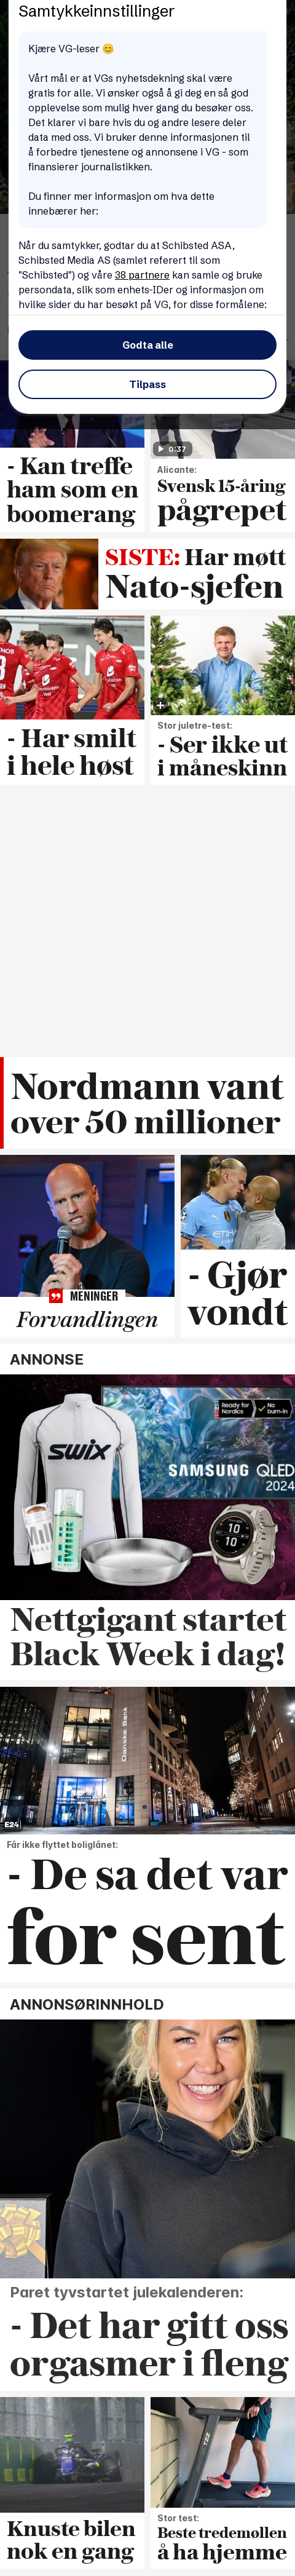 Samtykkeinnstillinger
Kjære VG-leser 😊
Vårt mål er at VGs nyhetsdekning skal være
gratis for alle. Vi ønsker også å gi deg en så god
opplevelse som mulig hver gang du besøker oss.
Det klarer vi bare hvis du og andre lesere deler
data med oss. Vi bruker denne informasjonen til
å forbedre tjenestene og annonsene i VG - som
finansierer journalistikken.
Du finner mer informasjon om hva dette
innebærer her:
Når du samtykker, godtar du at Schibsted ASA,
Schibsted Media AS (samlet referert til som
"Schibsted") og våre 38 partnere kan samle og bruke
persondata, slik som enhets-IDer og informasjon om
hvilke sider du har besøkt på VG, for disse formålene:
Godta alle
Tilpass
- Kan treffe
ham som en
boomerang
0:37
Alicante:
Svensk 15-åring
pågrepet
SISTE: Har møtt
Nato-sjefen
- Har smilt
i hele høst
+
Stor juletre-test:
- Ser ikke ut
i måneskinn
Nordmann vant
over 50 millioner
MENINGER
Forvandlingen
- Gjør
vondt
ANNONSE
SWIX
Ready for
Nordics
No
burn-in
SAMSUNG QLED
2024
Nettgigant startet
Black Week i dag!
Danske Bank
E24
Får ikke flyttet boliglånet:
- De sa det var
for sent
ANNONSØRINNHOLD
Paret tyvstartet julekalenderen:
- Det har gitt oss
orgasmer i fleng
Knuste bilen
nok en gang
Stor test:
Beste tredemøllen
å ha hjemme